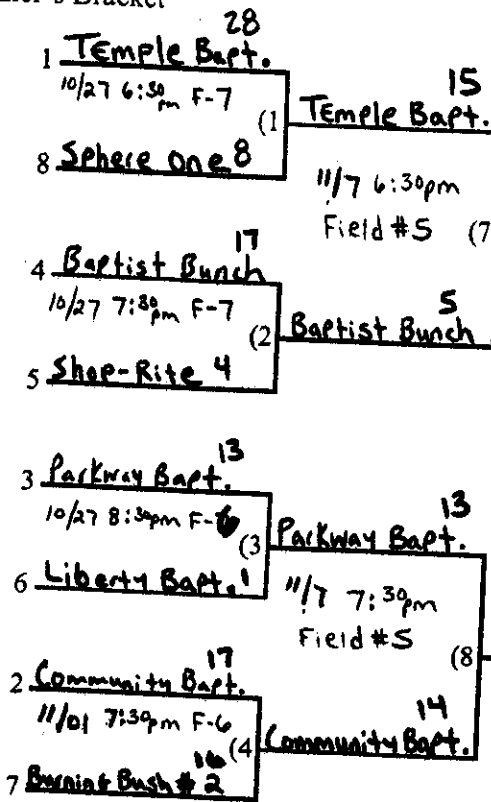 Bracket
28
1 Temple Bapt.
10/27 6:30pm F-7
(1
8 Sphere one 8
15
Temple Bapt.
11/7 6:30pm
Field #5 (7
17
4 Baptist Bunch
10/27 7:30pm F-7
(2
5 Shop-Rite 4
5
Baptist Bunch
13
3 Parkway Bapt.
10/27 8:30pm F-6
(3
6 Liberty Bapt. 1
13
Parkway Bapt.
11/7 7:30pm
Field #5
(8
17
2 Community Bapt.
11/01 7:30pm F-6
(4
16
7 Burning Bush #2
14
Community Bapt.